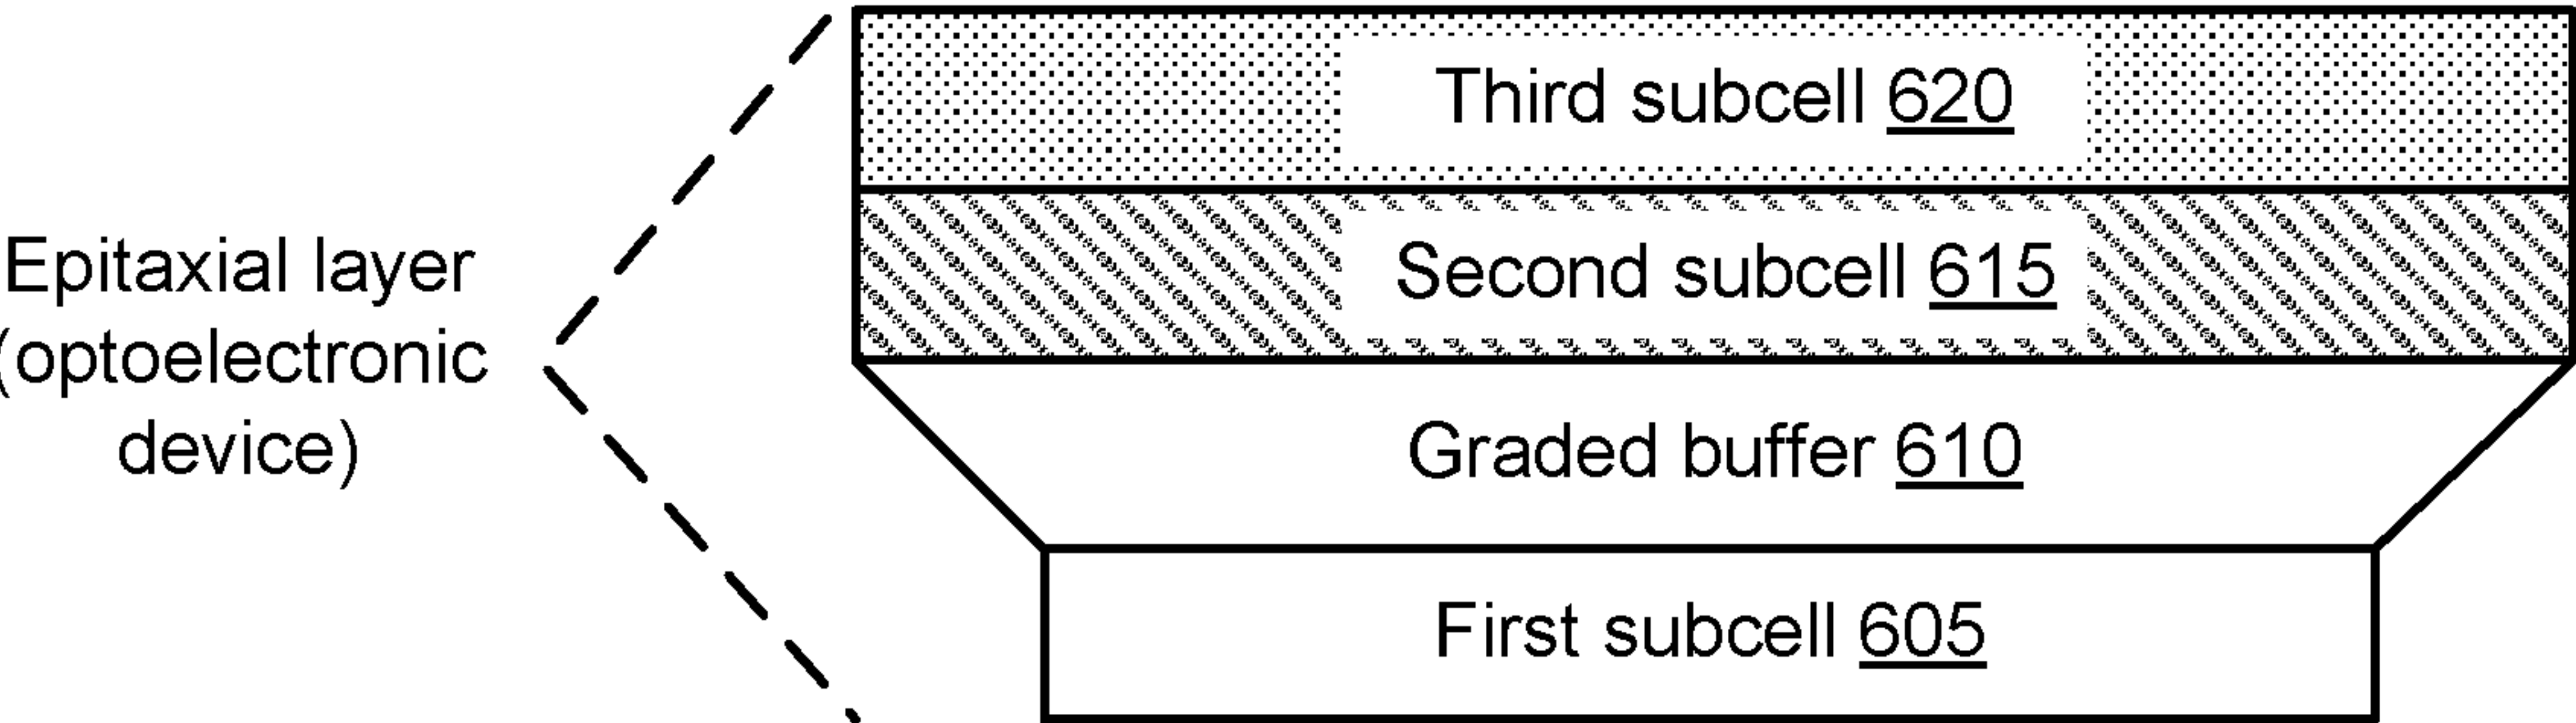 Third subcell 620
Second subcell 615
Epitaxial layer
(optoelectronic
device)
Graded buffer 610
First subcell 605